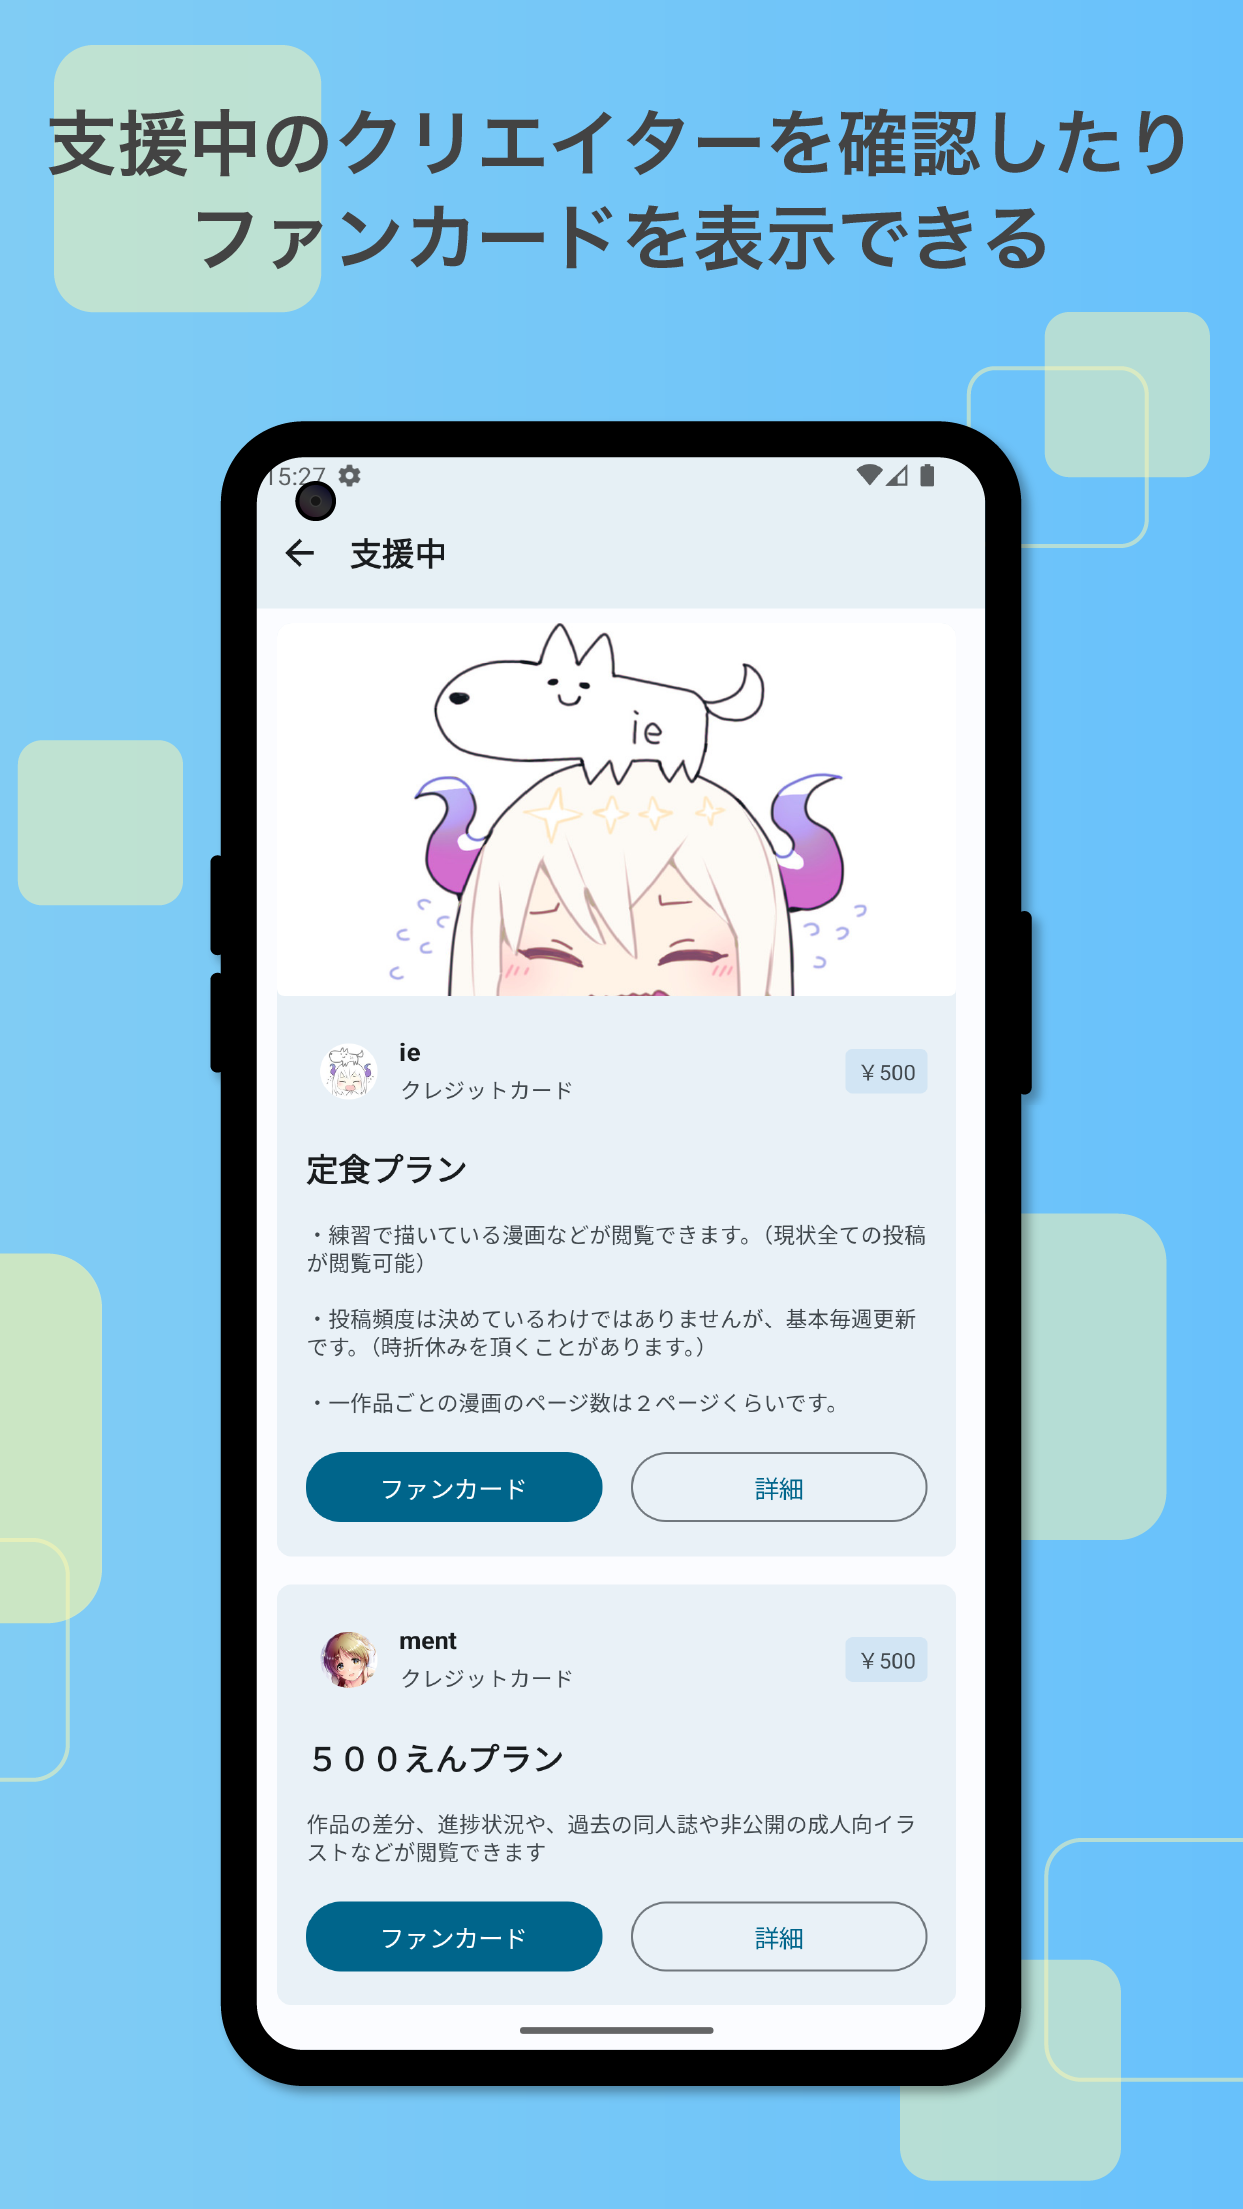 支援中のクリエイターを確認したり
ファンカードを表示できる
15:27
支援中
ie
ie
クレジットカード
￥500
定食プラン
・練習で描いている漫画などが閲覧できます。（現状全ての投稿
が閲覧可能）
・投稿頻度は決めているわけではありませんが、基本毎週更新
です。（時折休みを頂くことがあります。）
・一作品ごとの漫画のページ数は２ページくらいです。
ファンカード
詳細
ment
クレジットカード
￥500
５００えんプラン
作品の差分、進捗状況や、過去の同人誌や非公開の成人向イラ
ストなどが閲覧できます
ファンカード
詳細